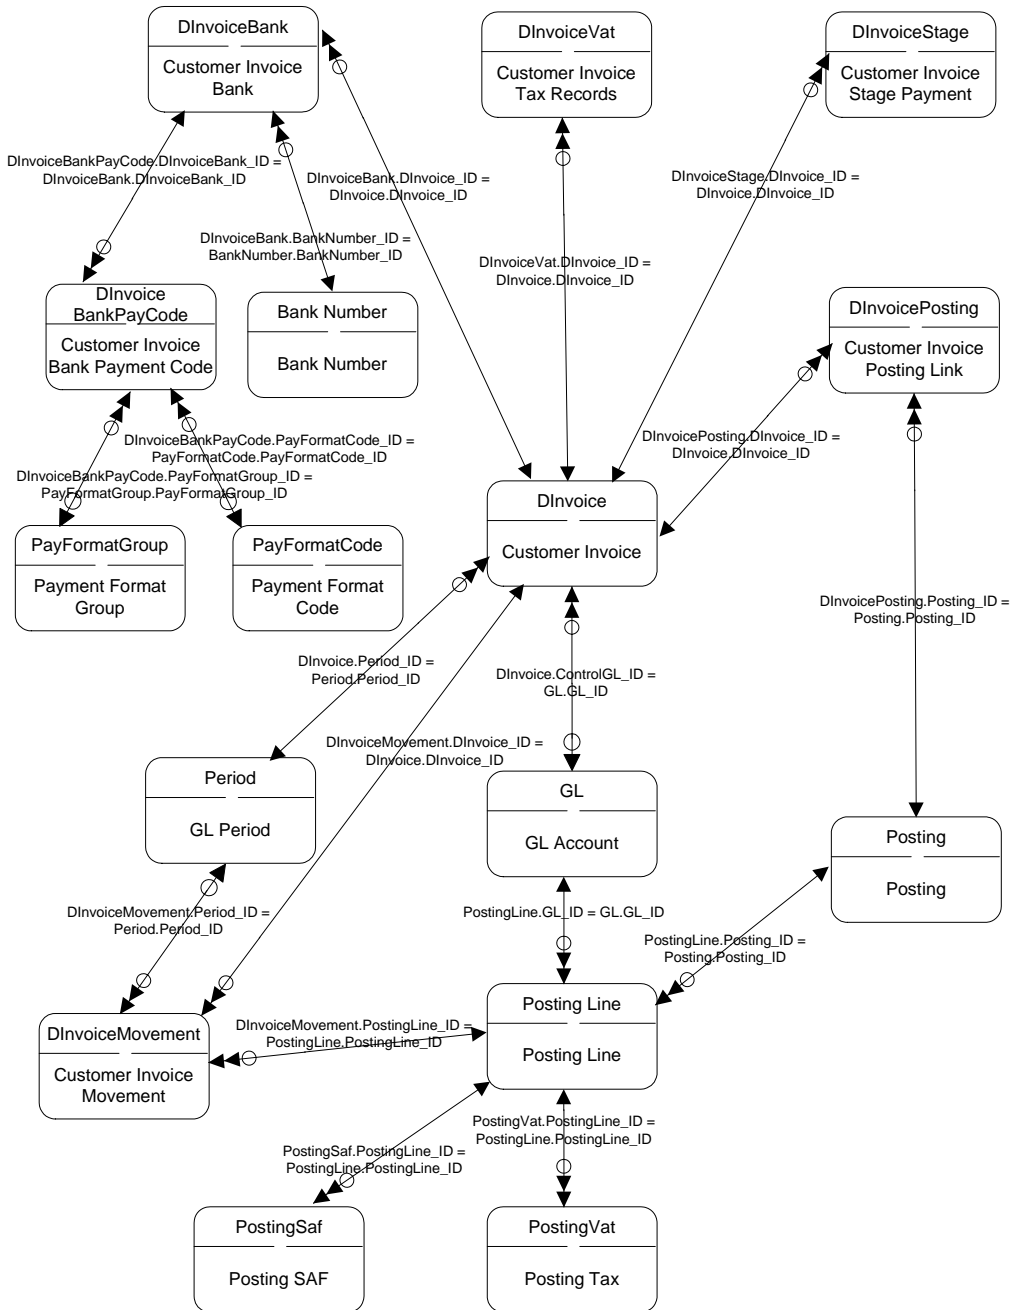 DInvoiceBank
Customer Invoice
Bank
DInvoiceVat
Customer Invoice
Tax Records
DInvoiceStage
Customer Invoice
Stage Payment
DInvoiceBankPayCode.DInvoiceBank_ID =
DInvoiceBank.DInvoiceBank_ID
DInvoiceBank.DInvoice_ID =
DInvoice.DInvoice_ID
DInvoiceStage.DInvoice_ID =
DInvoice.DInvoice_ID
DInvoiceBank.BankNumber_ID =
BankNumber.BankNumber_ID
DInvoiceVat.DInvoice_ID =
DInvoice.DInvoice_ID
DInvoice
BankPayCode
Customer Invoice
Bank Payment Code
Bank Number
Bank Number
DInvoicePosting
Customer Invoice
Posting Link
DInvoiceBankPayCode.PayFormatCode_ID =
PayFormatCode.PayFormatCode_ID
DInvoiceBankPayCode.PayFormatGroup_ID =
PayFormatGroup.PayFormatGroup_ID
DInvoicePosting.DInvoice_ID =
DInvoice.DInvoice_ID
DInvoice
Customer Invoice
PayFormatGroup
Payment Format
Group
PayFormatCode
Payment Format
Code
DInvoicePosting.Posting_ID =
Posting.Posting_ID
DInvoice.Period_ID =
Period.Period_ID
DInvoice.ControlGL_ID =
GL.GL_ID
DInvoiceMovement.DInvoice_ID =
DInvoice.DInvoice_ID
Period
GL Period
GL
GL Account
Posting
Posting
DInvoiceMovement.Period_ID =
Period.Period_ID
PostingLine.GL_ID = GL.GL_ID
PostingLine.Posting_ID =
Posting.Posting_ID
Posting Line
Posting Line
DInvoiceMovement
Customer Invoice
Movement
DInvoiceMovement.PostingLine_ID =
PostingLine.PostingLine_ID
PostingVat.PostingLine_ID =
PostingLine.PostingLine_ID
PostingSaf.PostingLine_ID =
PostingLine.PostingLine_ID
PostingSaf
Posting SAF
PostingVat
Posting Tax